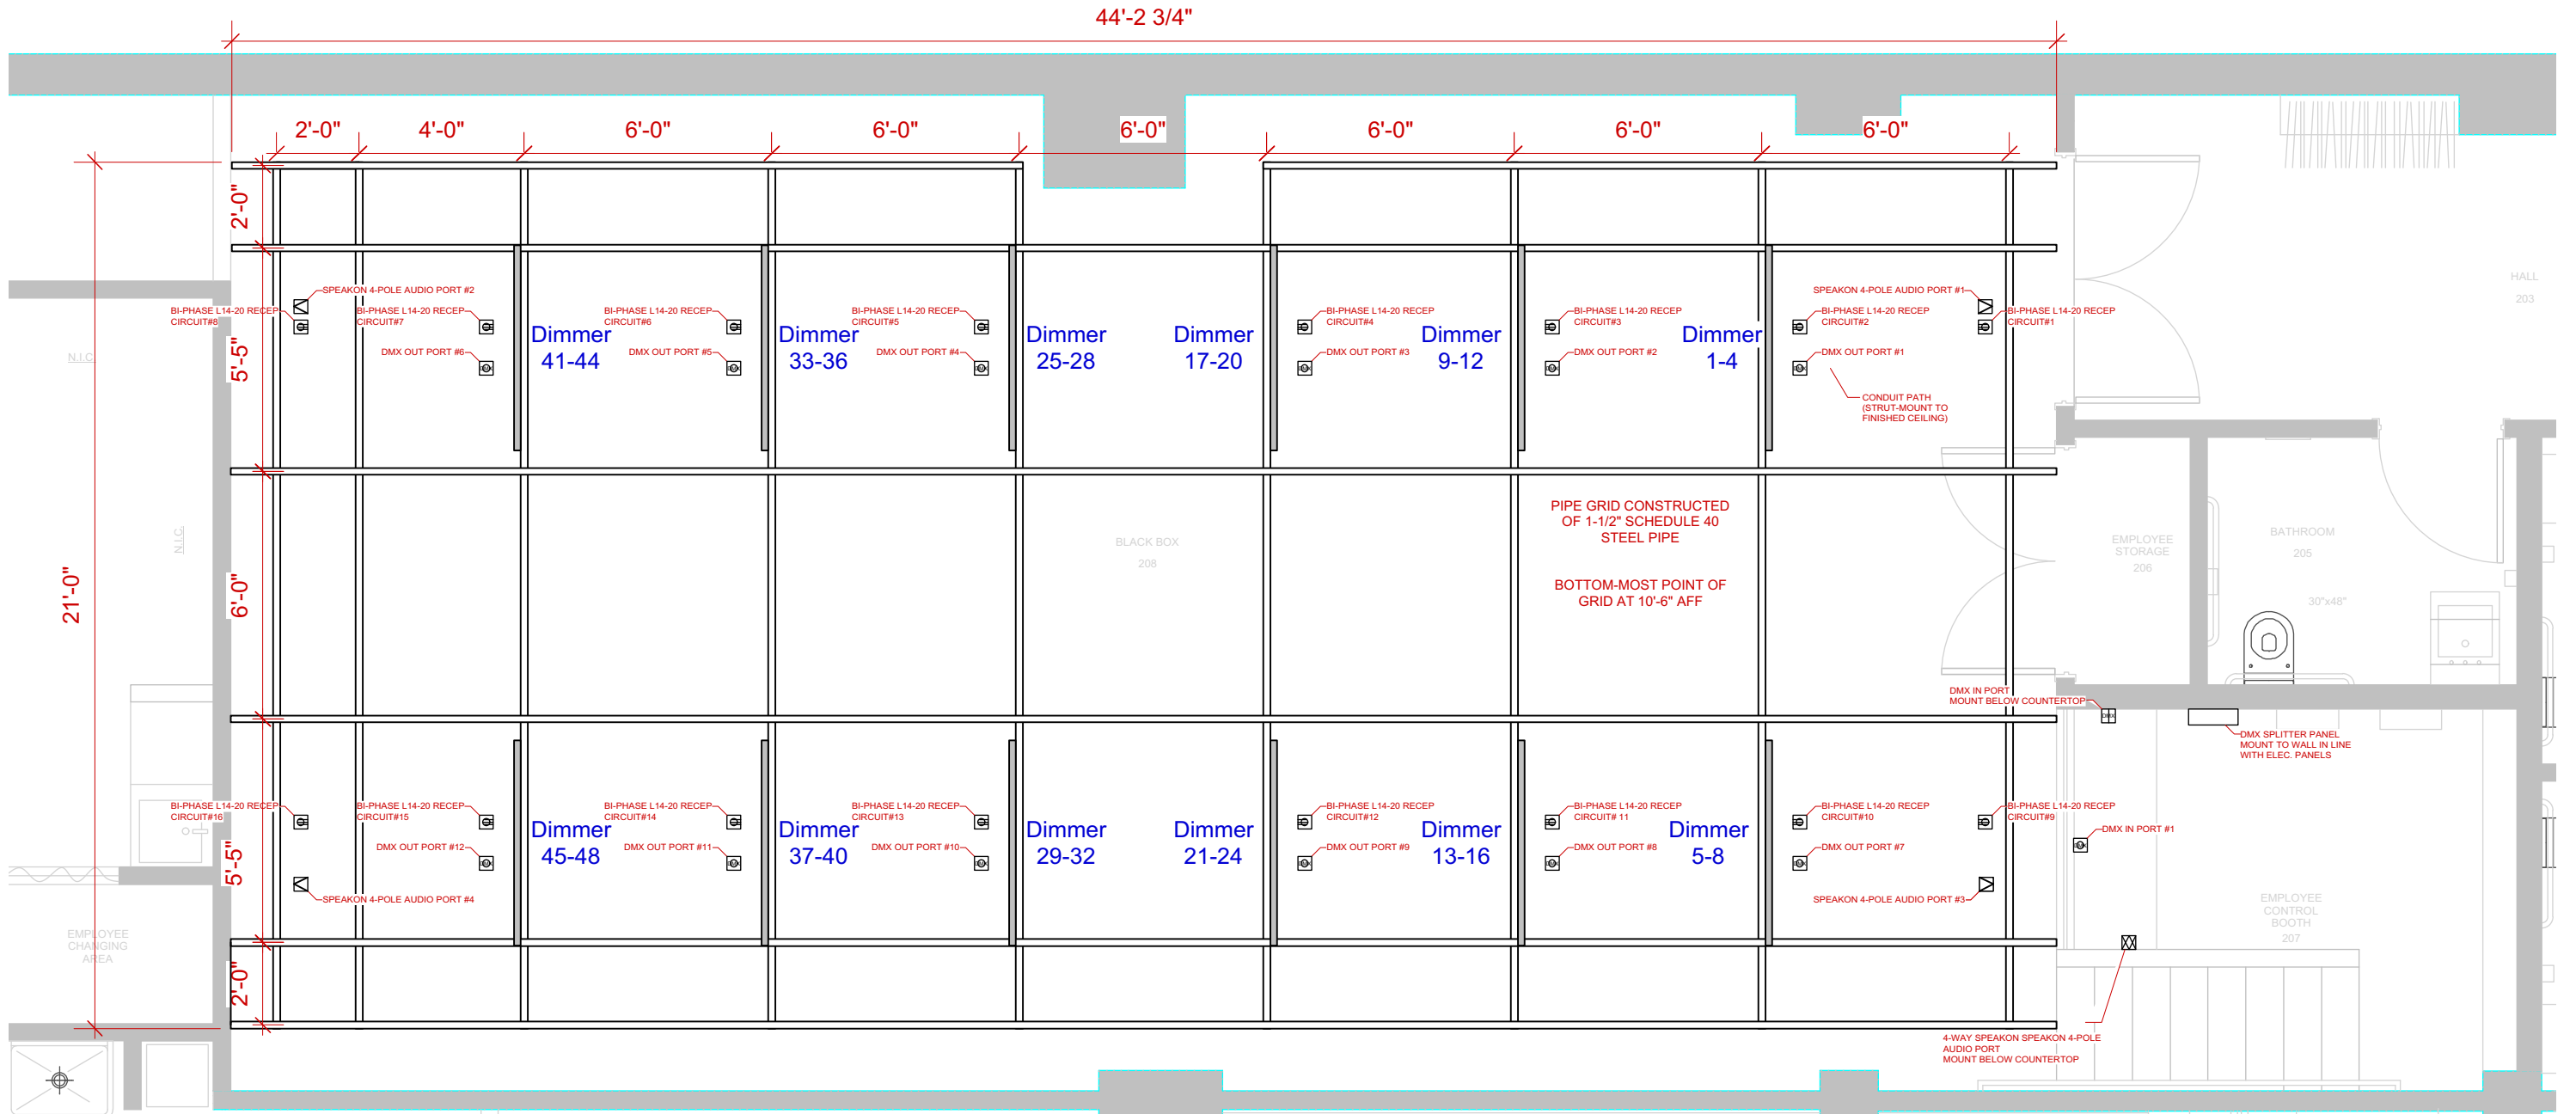 44'-2 3/4"
2'-0"
4'-0"
6'-0"
6'-0"
6'-0"
6'-0"
6'-0"
6'-0"
2'-0"
5'-5"
6'-0"
5'-5"
2'-0"
21'-0"
N.I.C.
N.I.C.
SPEAKON 4-POLE AUDIO PORT #2
BI-PHASE L14-20 RECEP
CIRCUIT#8
BI-PHASE L14-20 RECEP
CIRCUIT#7
DMX OUT PORT #6
Dimmer
41-44
BI-PHASE L14-20 RECEP
CIRCUIT#6
DMX OUT PORT #5
Dimmer
33-36
BI-PHASE L14-20 RECEP
CIRCUIT#5
DMX OUT PORT #4
Dimmer
25-28
Dimmer
17-20
BI-PHASE L14-20 RECEP
CIRCUIT#4
DMX OUT PORT #3
Dimmer
9-12
BI-PHASE L14-20 RECEP
CIRCUIT#3
DMX OUT PORT #2
Dimmer
1-4
SPEAKON 4-POLE AUDIO PORT #1
BI-PHASE L14-20 RECEP
CIRCUIT#2
DMX OUT PORT #1
BI-PHASE L14-20 RECEP
CIRCUIT#1
CONDUIT PATH
(STRUT-MOUNT TO
FINISHED CEILING)
HALL
203
BLACK BOX
208
PIPE GRID CONSTRUCTED
OF 1-1/2" SCHEDULE 40
STEEL PIPE
BOTTOM-MOST POINT OF
GRID AT 10'-6" AFF
EMPLOYEE
STORAGE
206
BATHROOM
205
30"x48"
DMX IN PORT
MOUNT BELOW COUNTERTOP
DMX SPLITTER PANEL
MOUNT TO WALL IN LINE
WITH ELEC. PANELS
BI-PHASE L14-20 RECEP
CIRCUIT#16
BI-PHASE L14-20 RECEP
CIRCUIT#15
DMX OUT PORT #12
SPEAKON 4-POLE AUDIO PORT #4
Dimmer
45-48
BI-PHASE L14-20 RECEP
CIRCUIT#14
DMX OUT PORT #11
Dimmer
37-40
BI-PHASE L14-20 RECEP
CIRCUIT#13
DMX OUT PORT #10
Dimmer
29-32
Dimmer
21-24
BI-PHASE L14-20 RECEP
CIRCUIT#12
DMX OUT PORT #9
Dimmer
13-16
BI-PHASE L14-20 RECEP
CIRCUIT# 11
DMX OUT PORT #8
Dimmer
5-8
BI-PHASE L14-20 RECEP
CIRCUIT#10
DMX OUT PORT #7
SPEAKON 4-POLE AUDIO PORT #3
BI-PHASE L14-20 RECEP
CIRCUIT#9
DMX IN PORT #1
EMPLOYEE
CHANGING
AREA
EMPLOYEE
CONTROL
BOOTH
207
4-WAY SPEAKON SPEAKON 4-POLE
AUDIO PORT
MOUNT BELOW COUNTERTOP